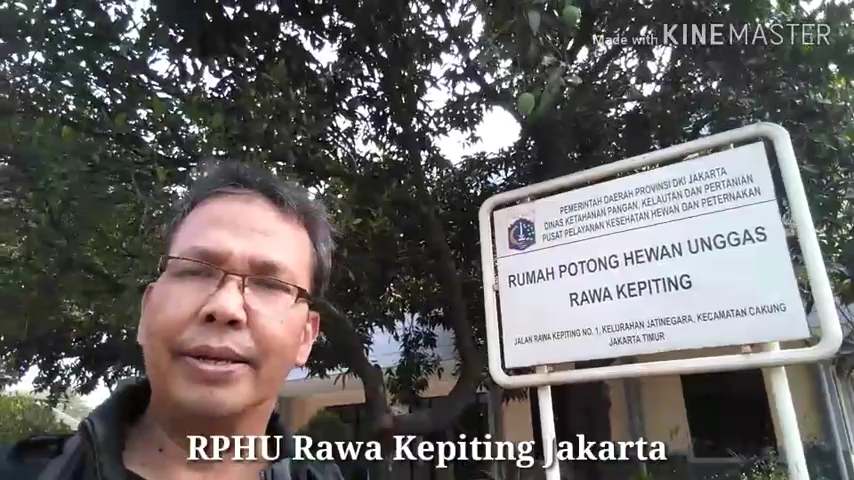 Made with KINEMASTER
PEMERINTAH DAERAH PROVINSI DKI JAKARTA
DINAS KETAHANAN PANGAN, KELAUTAN DAN PERTANIAN
PUSAT PELAYANAN KESEHATAN HEWAN DAN PETERNAKAN
RUMAH POTONG HEWAN UNGGAS
RAWA KEPITING
JALAN RAWA KEPITING NO. 1, KELURAHAN JATINEGARA, KECAMATAN CAKUNG
JAKARTA TIMUR
RPHU Rawa Kepiting Jakarta